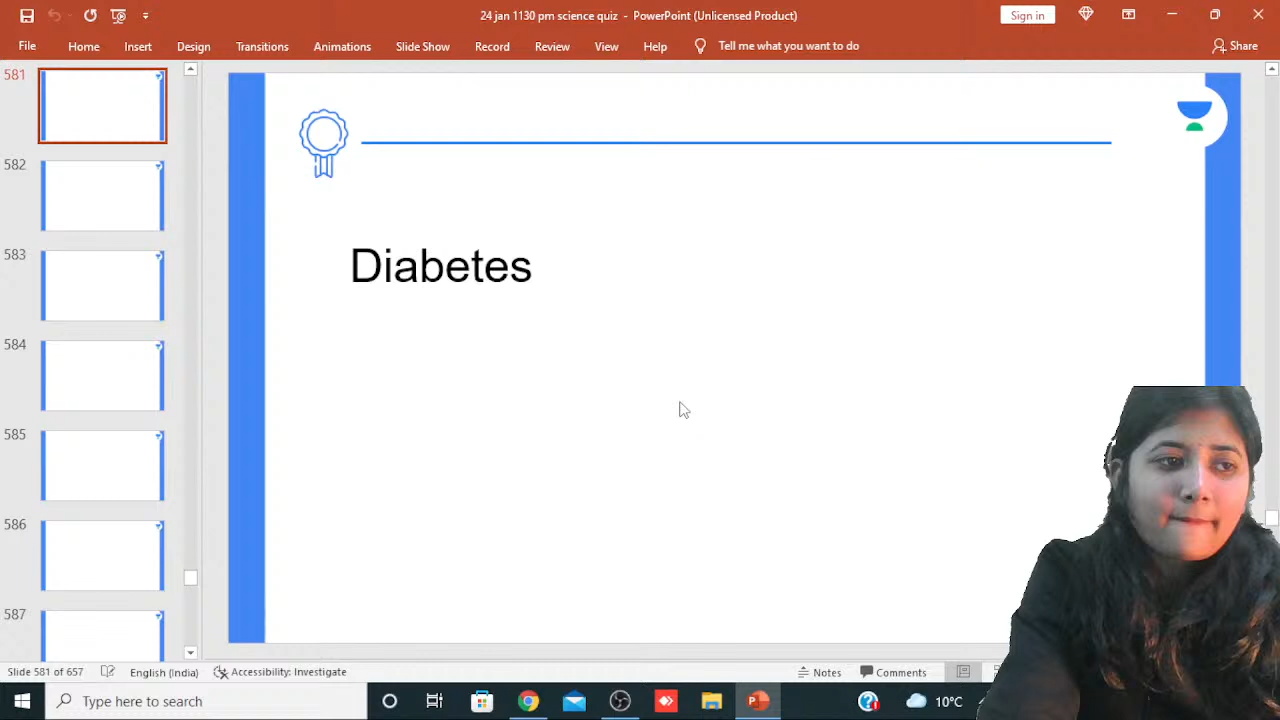 24 jan 1130 pm science quiz - PowerPoint (Unlicensed Product)
Sign in
File Home Insert Design Transitions Animations Slide Show Record Review View Help Tell me what you want to do Share
581
582
583
584
585
586
587
Diabetes
Slide 581 of 657 English (India) Accessibility: Investigate Notes Comments
Type here to search
10°C